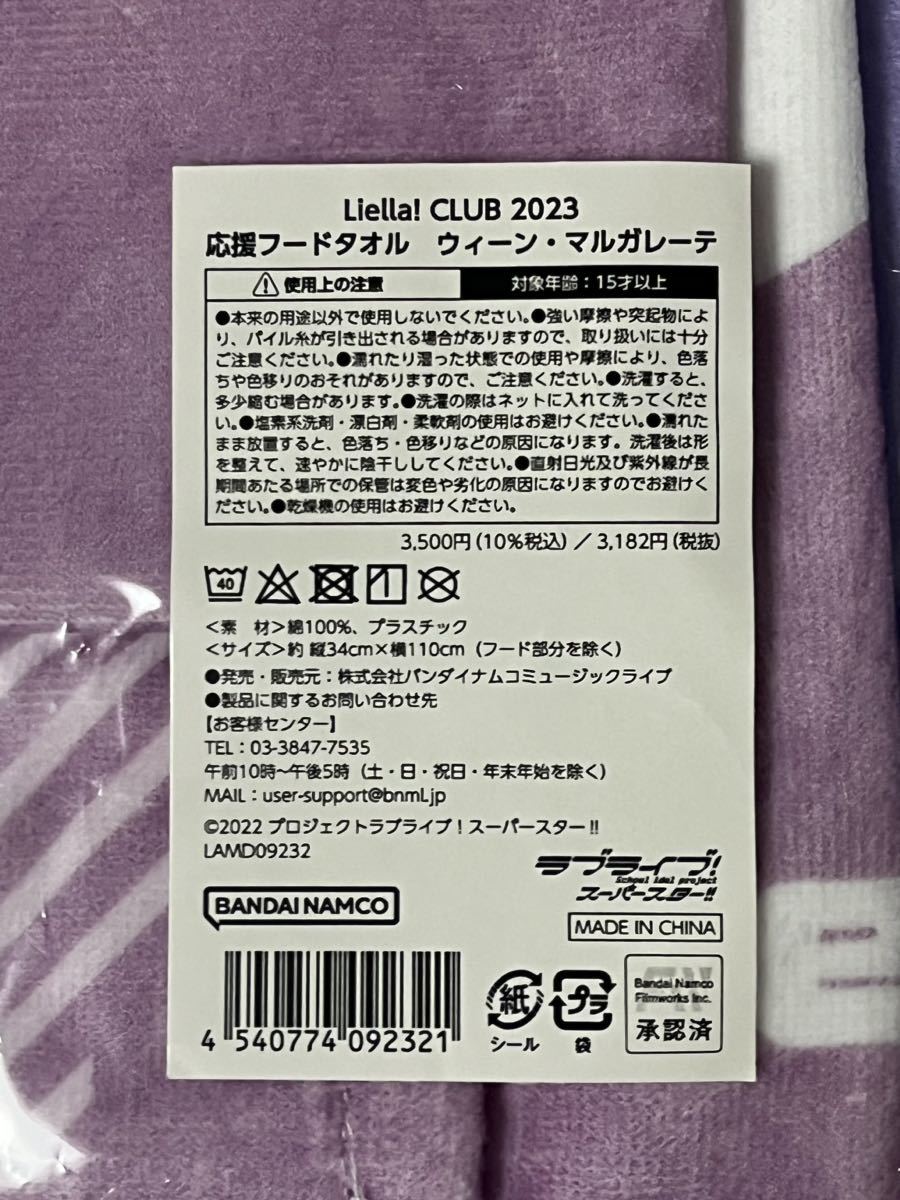 Liella! CLUB 2023
応援フードタオル　ウィーン・マルガレーテ
使用上の注意
対象年齢：15才以上
●本来の用途以外で使用しないでください。●強い摩擦や突起物によ
り、パイル糸が引き出される場合がありますので、取り扱いには十分
ご注意ください。●濡れたり湿った状態での使用や摩擦により、色落
ちや色移りのおそれがありますので、ご注意ください。●洗濯すると、
多少縮む場合があります。●洗濯の際はネットに入れて洗ってくださ
い。●塩素系洗剤・漂白剤・柔軟剤の使用はお避けください。●濡れた
まま放置すると、色落ち・色移りなどの原因になります。洗濯後は形
を整えて、速やかに陰干ししてください。●直射日光及び紫外線が長
期間あたる場所での保管は変色や劣化の原因になりますのでお避けく
ださい。●乾燥機の使用はお避けください。
3,500円(10%税込) ／ 3,182円(税抜)
40
＜素　材＞綿100%、プラスチック
＜サイズ＞約 縦34cm×横110cm（フード部分を除く）
●発売・販売元：株式会社バンダイナムコミュージックライブ
●製品に関するお問い合わせ先
【お客様センター】
TEL：03-3847-7535
午前10時～午後5時（土・日・祝日・年末年始を除く）
MAIL：user-support@bnml.jp
©2022 プロジェクトラブライブ！スーパースター!!
LAMD09232
ラブライブ!
School idol project
スーパースター!!
BANDAI NAMCO
MADE IN CHINA
4 540774 092321
紙
シール
プラ
袋
Bandai Namco
Filmworks Inc.
承認済